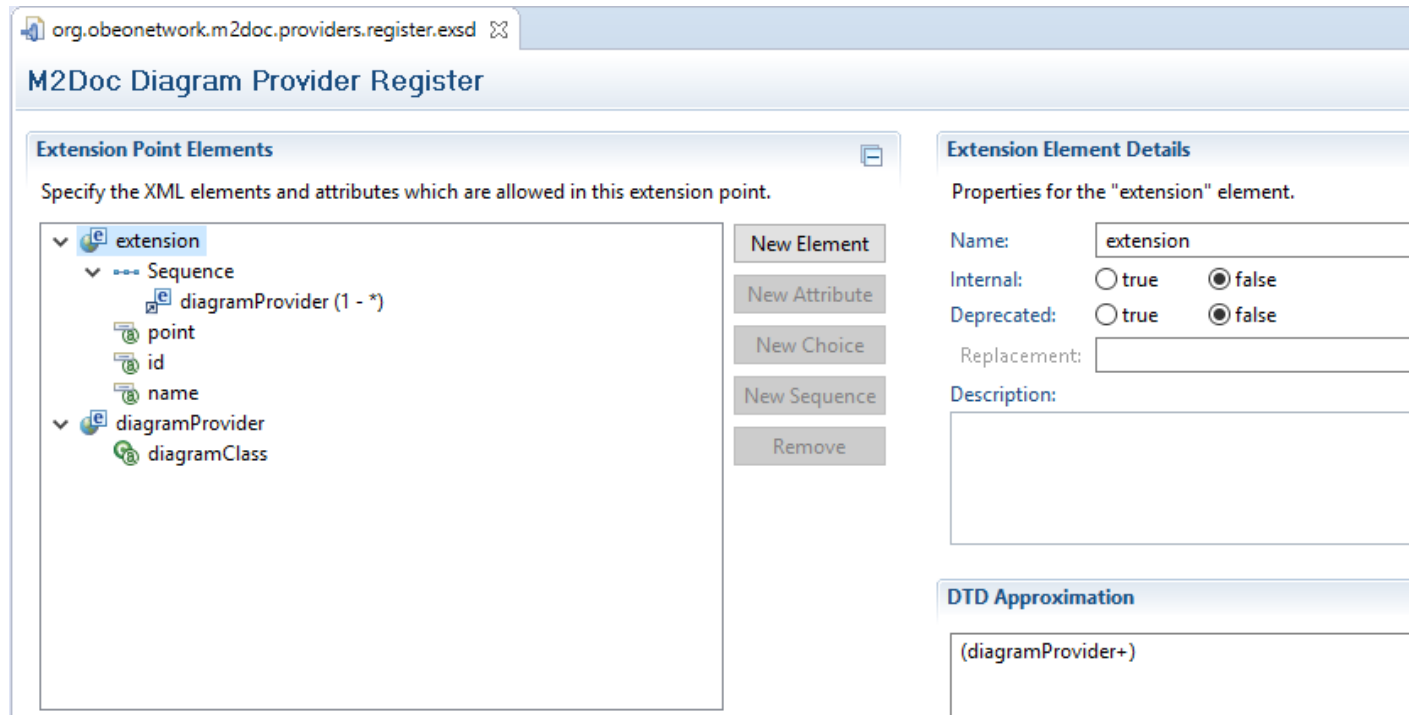 org.obeonetwork.m2doc.providers.register.exsd
M2Doc Diagram Provider Register
Extension Point Elements
Specify the XML elements and attributes which are allowed in this extension point.
extension
Sequence
diagramProvider (1 - *)
point
id
name
diagramProvider
diagramClass
New Element
New Attribute
New Choice
New Sequence
Remove
Extension Element Details
Properties for the "extension" element.
Name: extension
Internal: true false
Deprecated: true false
Replacement:
Description:
DTD Approximation
(diagramProvider+)